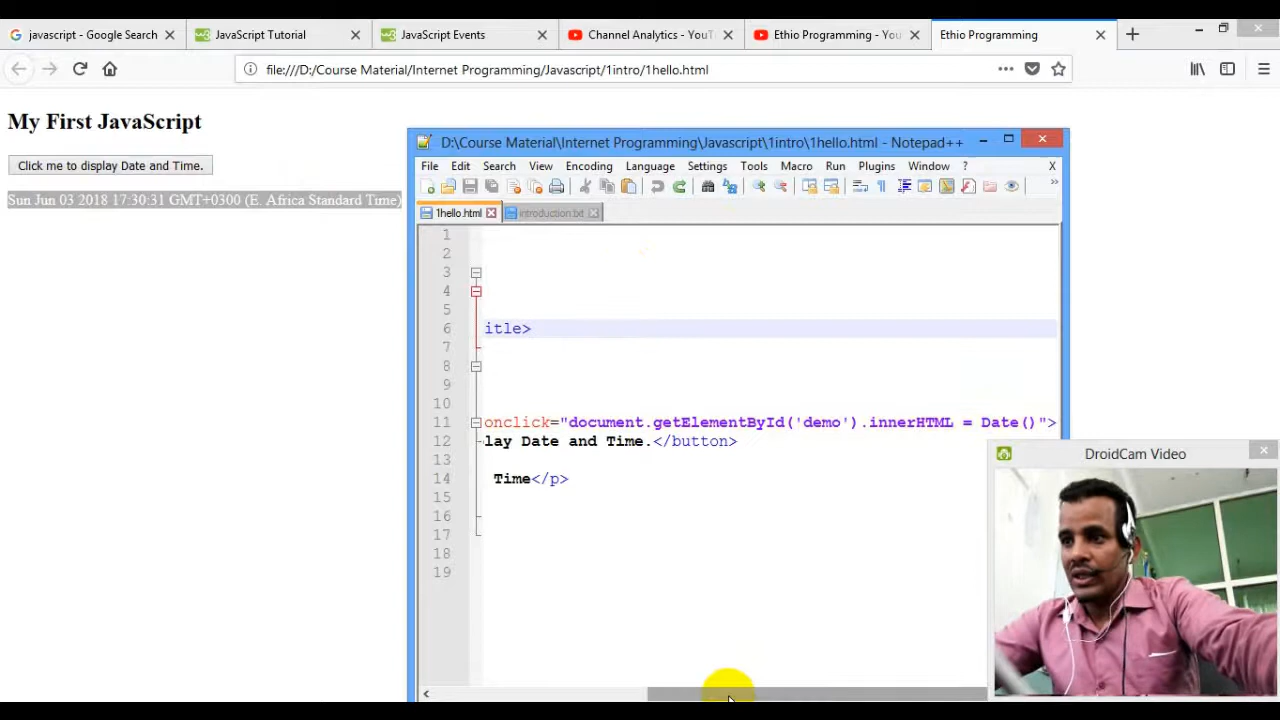 javascript - Google Search
JavaScript Tutorial
JavaScript Events
Channel Analytics - YouT
Ethio Programming - You
Ethio Programming
file:///D:/Course Material/Internet Programming/Javascript/1intro/1hello.html
My First JavaScript
Click me to display Date and Time.
Sun Jun 03 2018 17:30:31 GMT+0300 (E. Africa Standard Time)
D:\Course Material\Internet Programming\Javascript\1intro\1hello.html - Notepad++
File Edit Search View Encoding Language Settings Tools Macro Run Plugins Window ? X
1hello.html introduction.txt
1
2
3
4
5
6 itle>
7
8
9
10
11 onclick="document.getElementById('demo').innerHTML = Date()">
12 lay Date and Time.</button>
13
14 Time</p>
15
16
17
18
19
DroidCam Video